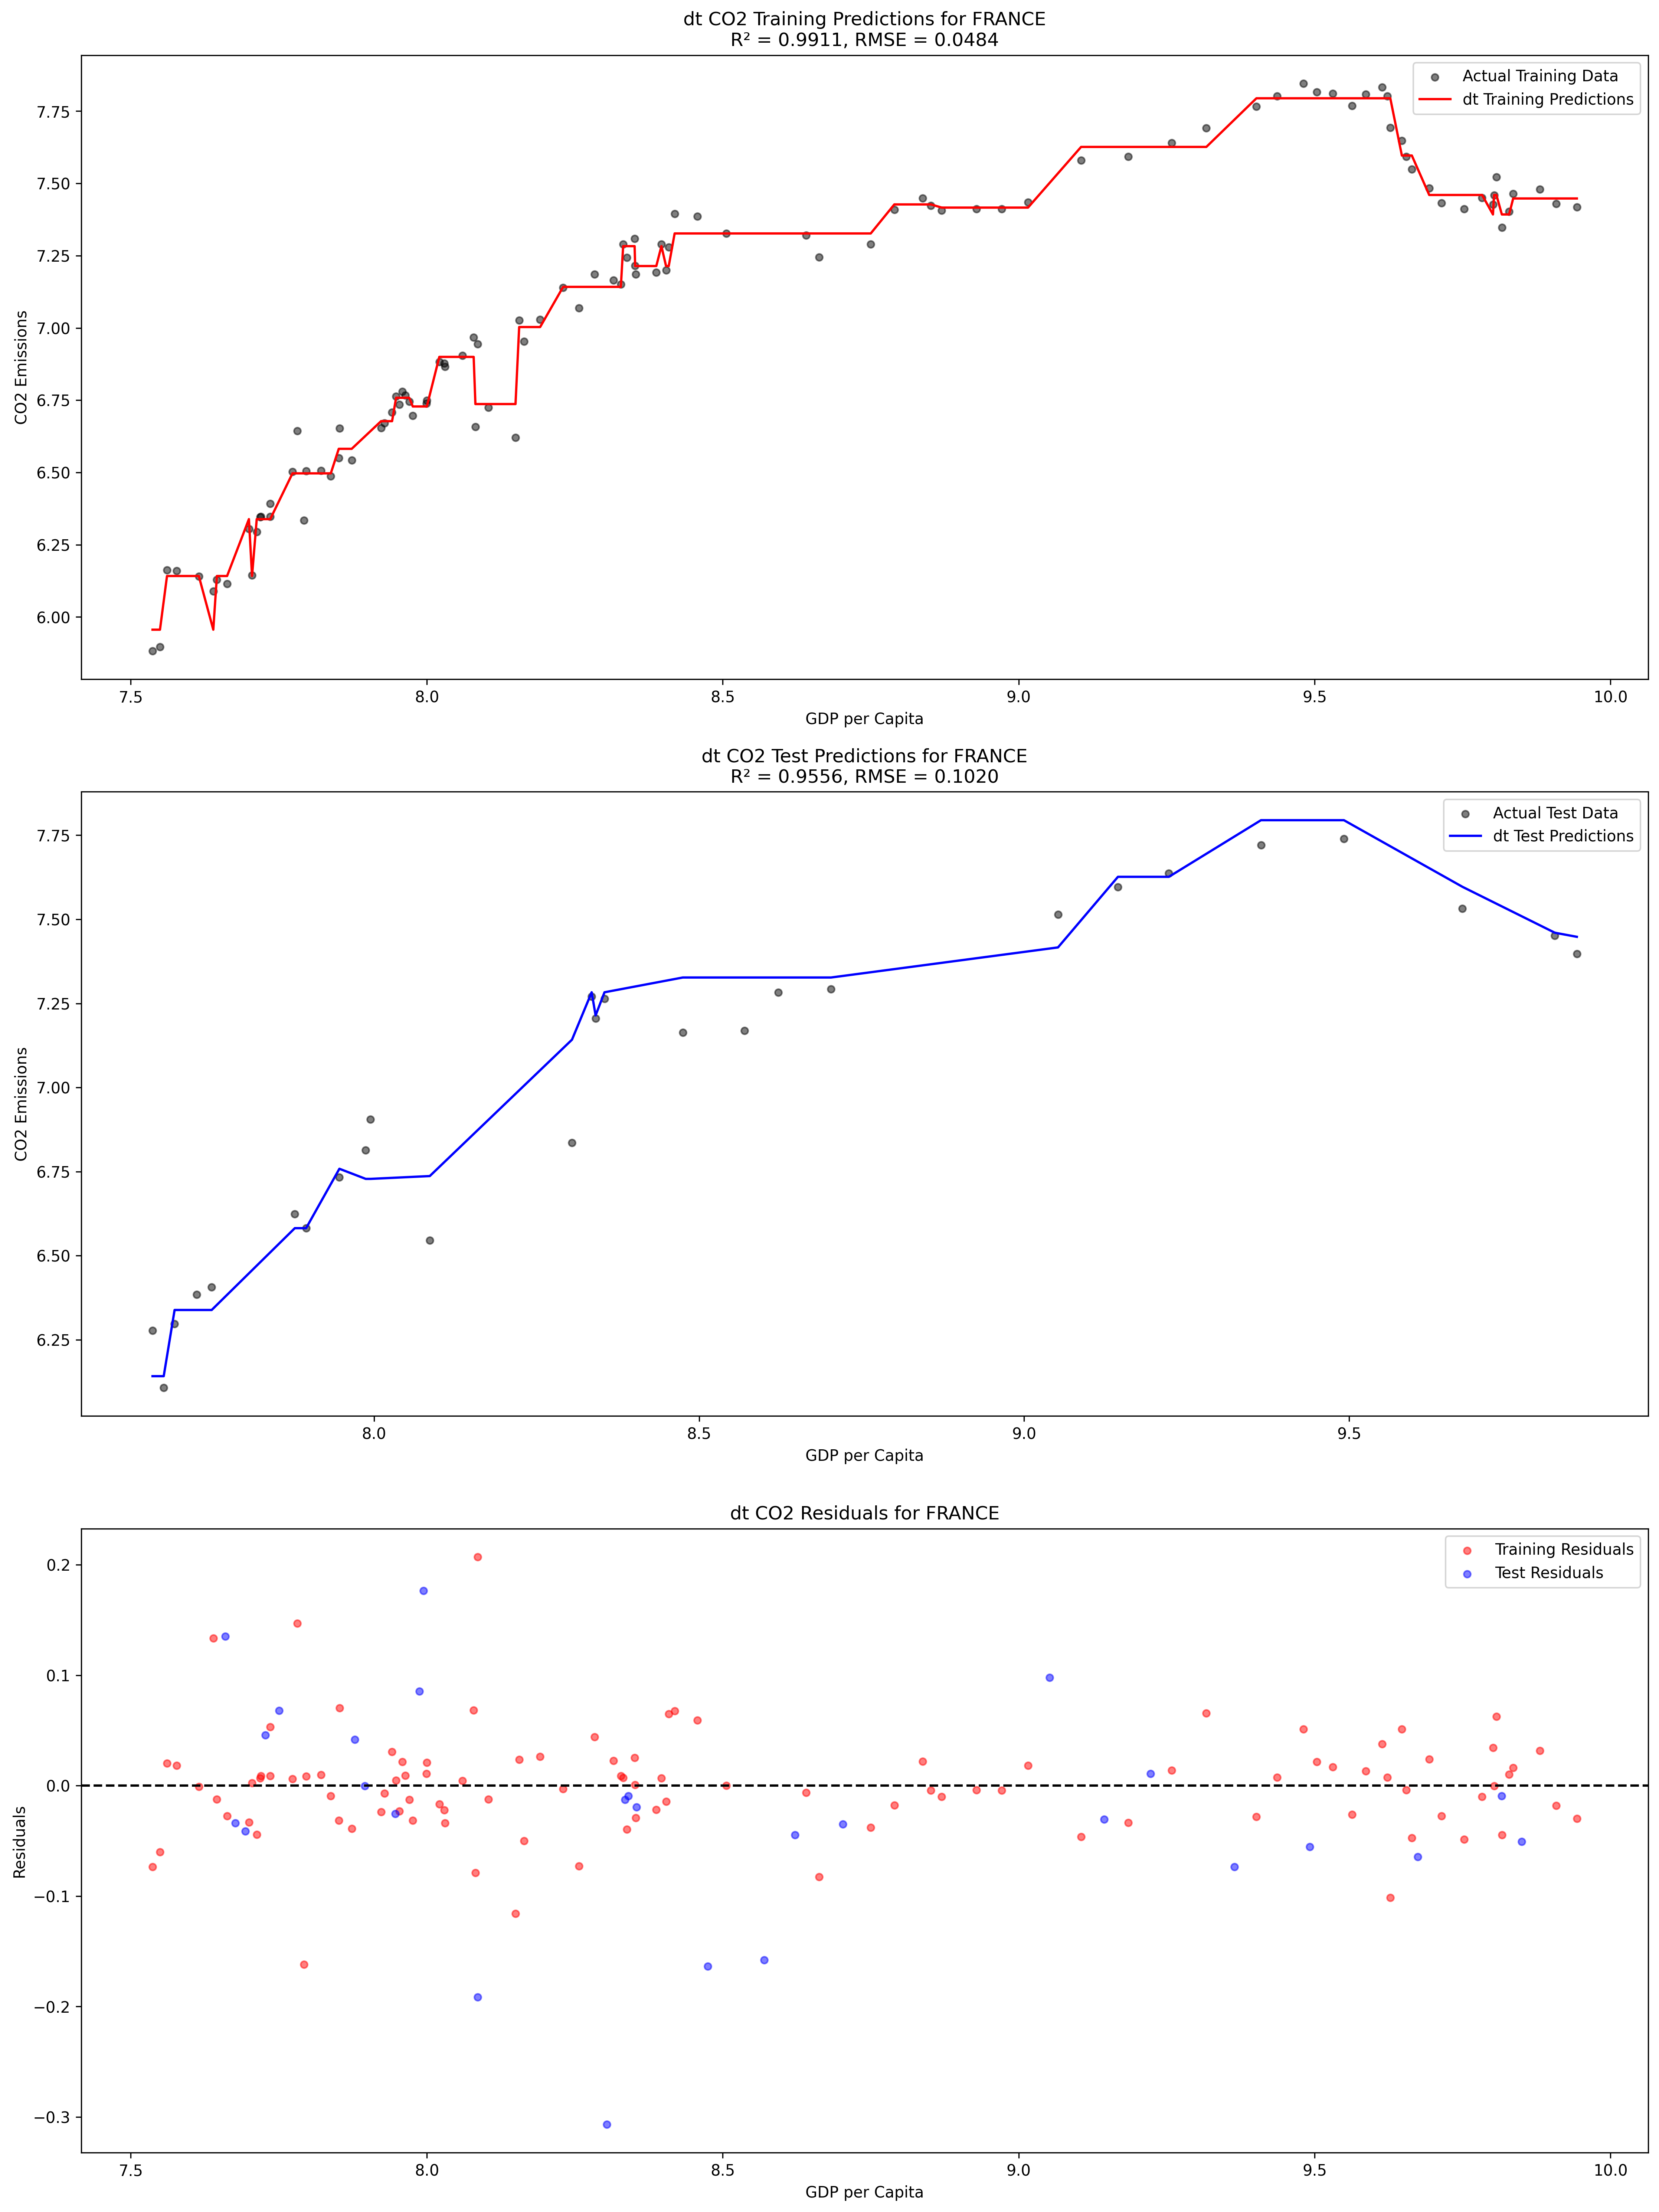 dt CO2 Training Predictions for FRANCE
R² = 0.9911, RMSE = 0.0484
Actual Training Data
dt Training Predictions
7.75
7.50
7.25
7.00
6.75
6.50
6.25
6.00
CO2 Emissions
7.5
8.0
8.5
9.0
9.5
10.0
GDP per Capita
dt CO2 Test Predictions for FRANCE
R² = 0.9556, RMSE = 0.1020
Actual Test Data
dt Test Predictions
7.75
7.50
7.25
7.00
6.75
6.50
6.25
CO2 Emissions
8.0
8.5
9.0
9.5
GDP per Capita
dt CO2 Residuals for FRANCE
Training Residuals
Test Residuals
0.2
0.1
0.0
−0.1
−0.2
−0.3
Residuals
7.5
8.0
8.5
9.0
9.5
10.0
GDP per Capita